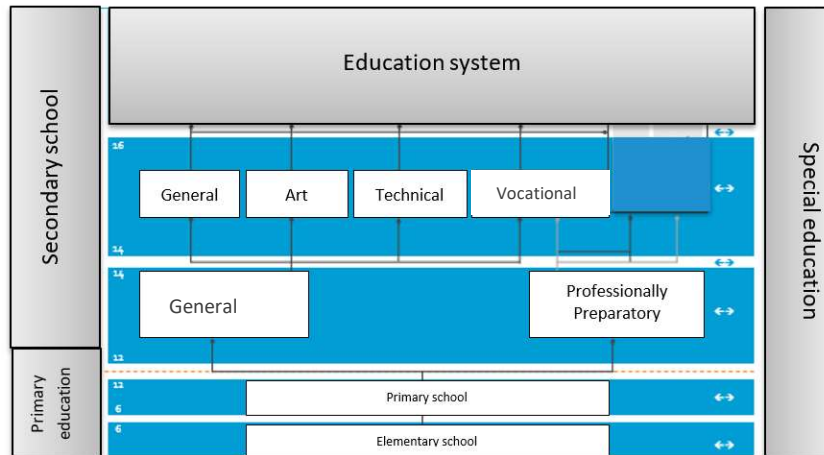 Education system
Secondary school
Special education
16
General
Art
Technical
Vocational
14
14
General
Professionally
Preparatory
12
Primary
education
12
Primary school
6
6
Elementary school